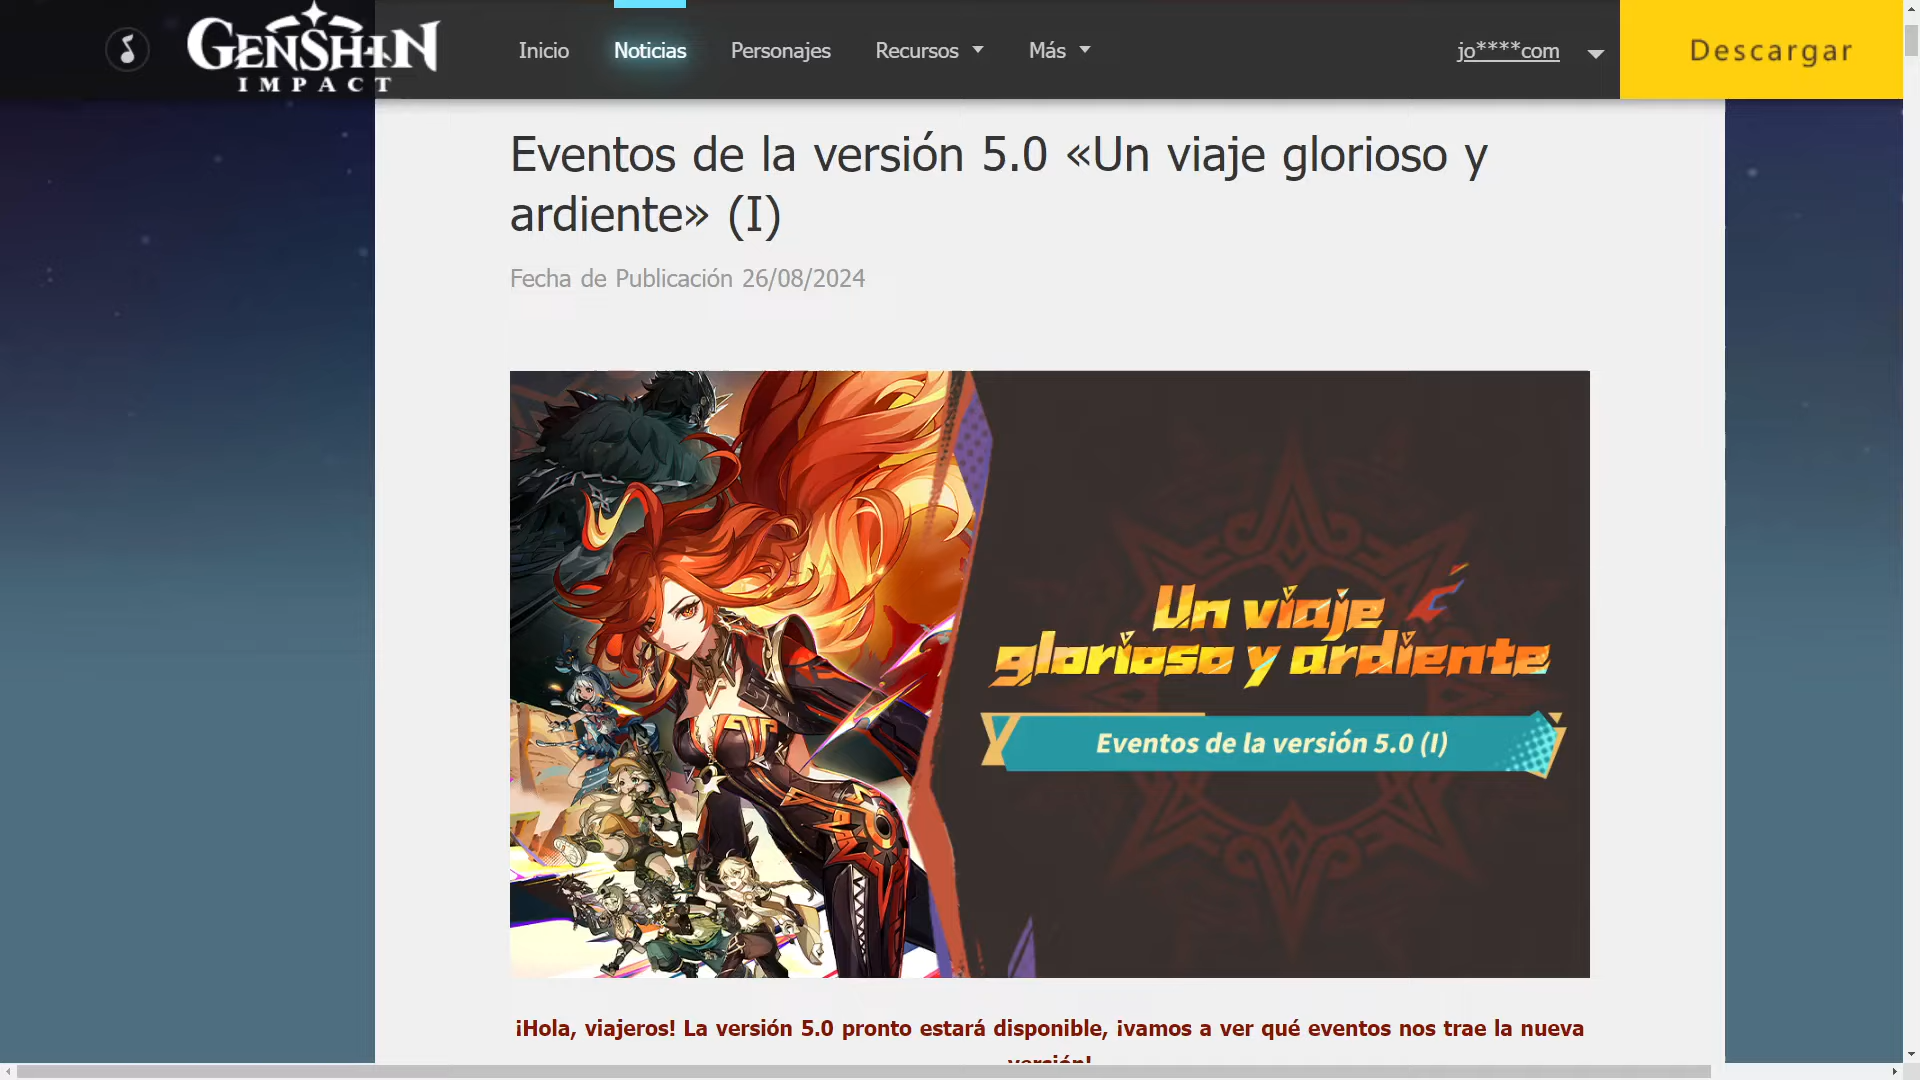 GENSHIN
IMPACT
Inicio
Noticias
Personajes
Recursos
Más
jo****com
Descargar
Eventos de la versión 5.0 «Un viaje glorioso y
ardiente» (I)
Fecha de Publicación 26/08/2024
Un viaje
glorioso y ardiente
Eventos de la versión 5.0 (I)
¡Hola, viajeros! La versión 5.0 pronto estará disponible, ¡vamos a ver qué eventos nos trae la nueva
versión!